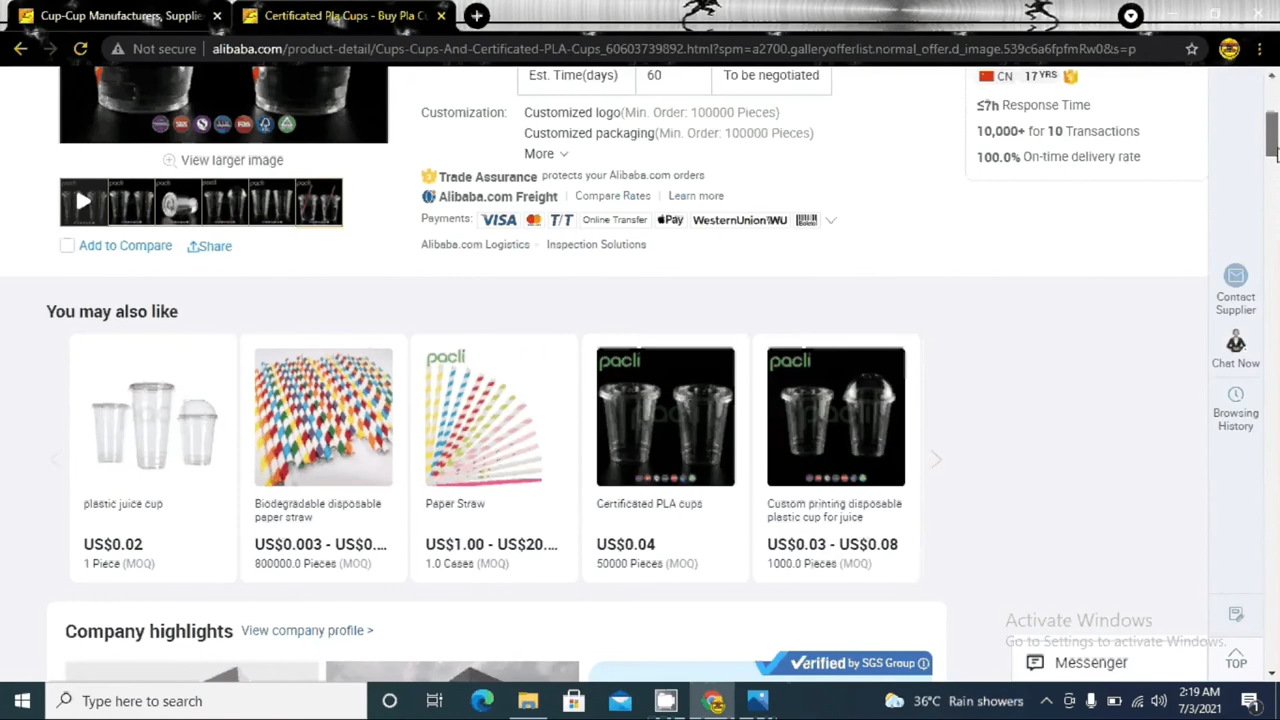 Cup-Cup Manufacturers, Supplie
Certificated Pla Cups - Buy Pla C
Not secure
alibaba.com/product-detail/Cups-Cups-And-Certificated-PLA-Cups_60603739892.html?spm=a2700.galleryofferlist.normal_offer.d_image.539c6a6fpfmRw0&s=p
Est. Time(days) 60 To be negotiated
CN 17 YRS
Customization: Customized logo(Min. Order: 100000 Pieces)
≤7h Response Time
Customized packaging(Min. Order: 100000 Pieces)
10,000+ for 10 Transactions
More
100.0% On-time delivery rate
View larger image
Trade Assurance protects your Alibaba.com orders
Alibaba.com Freight Compare Rates Learn more
Payments: VISA T/T Online Transfer Pay WesternUnion WU
Add to Compare Share
Alibaba.com Logistics Inspection Solutions
Contact
Supplier
Chat Now
Browsing
History
You may also like
pacli
pacli
pacli
plastic juice cup
US$0.02
1 Piece (MOQ)
Biodegradable disposable
paper straw
US$0.003 - US$0....
800000.0 Pieces (MOQ)
Paper Straw
US$1.00 - US$20....
1.0 Cases (MOQ)
Certificated PLA cups
US$0.04
50000 Pieces (MOQ)
Custom printing disposable
plastic cup for juice
US$0.03 - US$0.08
1000.0 Pieces (MOQ)
Company highlights View company profile >
Verified by SGS Group
Activate Windows
Go to Settings to activate Windows.
Messenger
TOP
Type here to search
36°C Rain showers
2:19 AM
7/3/2021
1